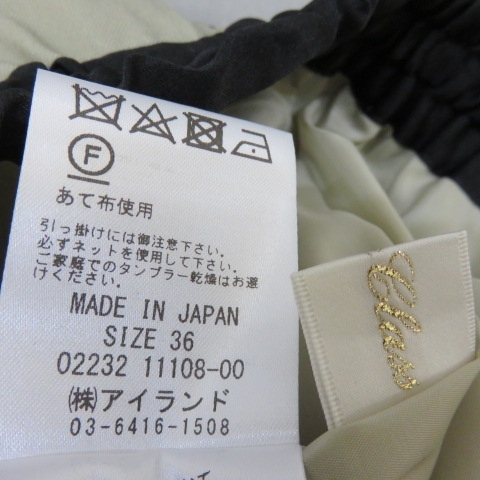 F
あて布使用
引っ掛けには御注意下さい。
必ずネットを使用して下さい。
ご家庭でのタンブラー乾燥はお避
けください。
MADE IN JAPAN
SIZE 36
02232 11108-00
㈱アイランド
03-6416-1508